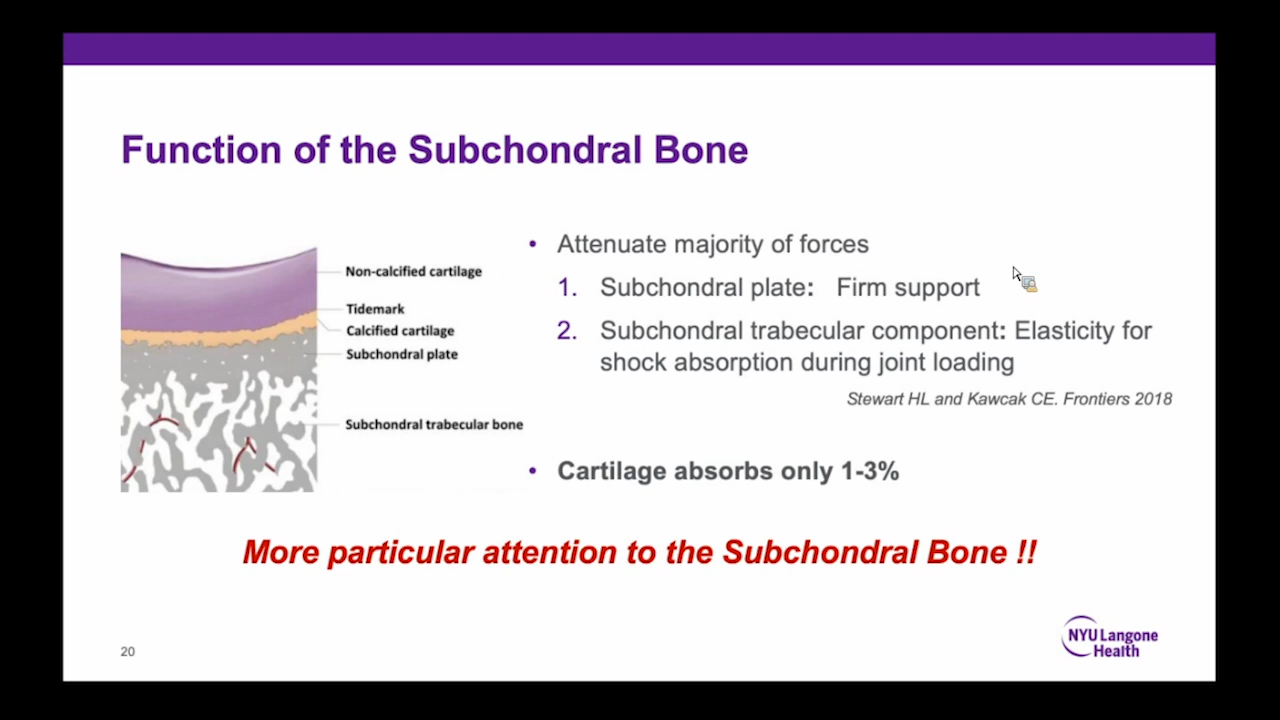 Function of the Subchondral Bone
Non-calcified cartilage
Tidemark
Calcified cartilage
Subchondral plate
Subchondral trabecular bone
• Attenuate majority of forces
1. Subchondral plate: Firm support
2. Subchondral trabecular component: Elasticity for
shock absorption during joint loading
Stewart HL and Kawcak CE. Frontiers 2018
• Cartilage absorbs only 1-3%
More particular attention to the Subchondral Bone !!
20
NYU Langone
Health